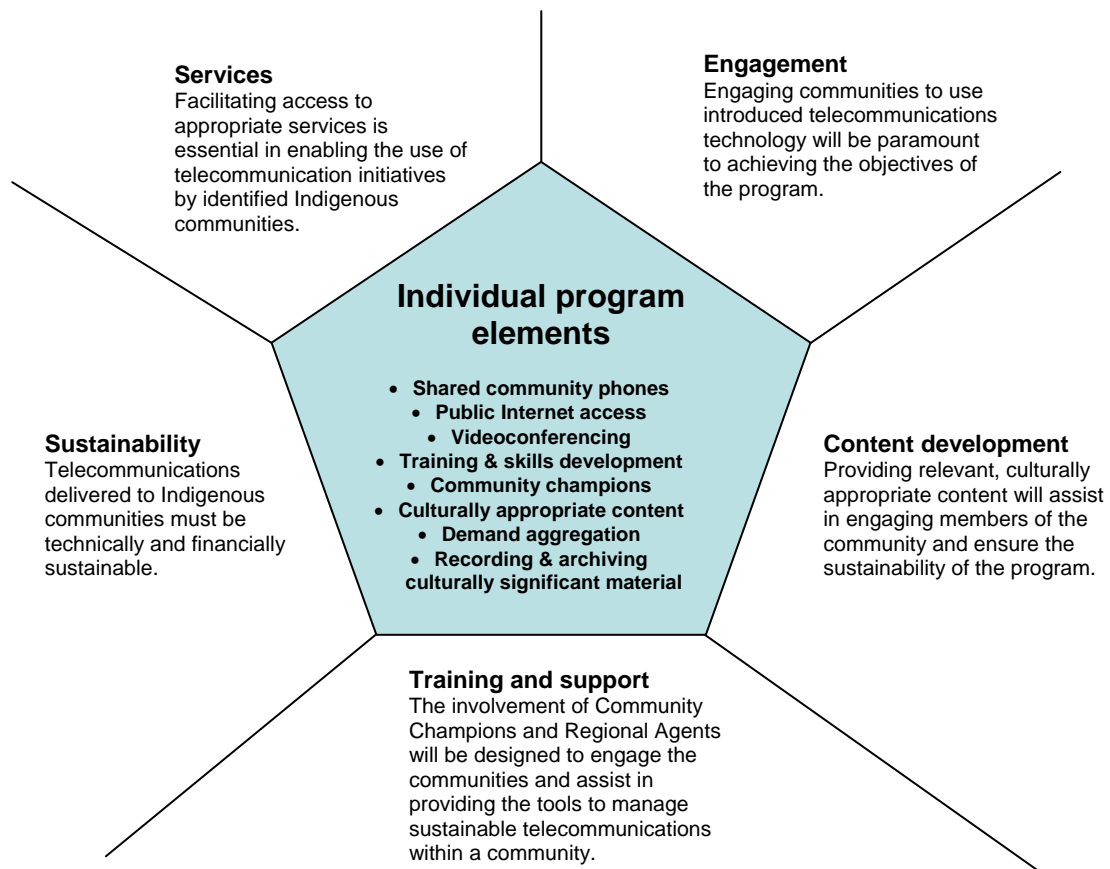 Services
Facilitating access to
appropriate services is
essential in enabling the use of
telecommunication initiatives
by identified Indigenous
communities.
Engagement
Engaging communities to use
introduced telecommunications
technology will be paramount
to achieving the objectives of
the program.
Individual program
elements
• Shared community phones
• Public Internet access
• Videoconferencing
• Training & skills development
• Community champions
• Culturally appropriate content
• Demand aggregation
• Recording & archiving
culturally significant material
Sustainability
Telecommunications
delivered to Indigenous
communities must be
technically and financially
sustainable.
Content development
Providing relevant, culturally
appropriate content will assist
in engaging members of the
community and ensure the
sustainability of the program.
Training and support
The involvement of Community
Champions and Regional Agents
will be designed to engage the
communities and assist in
providing the tools to manage
sustainable telecommunications
within a community.